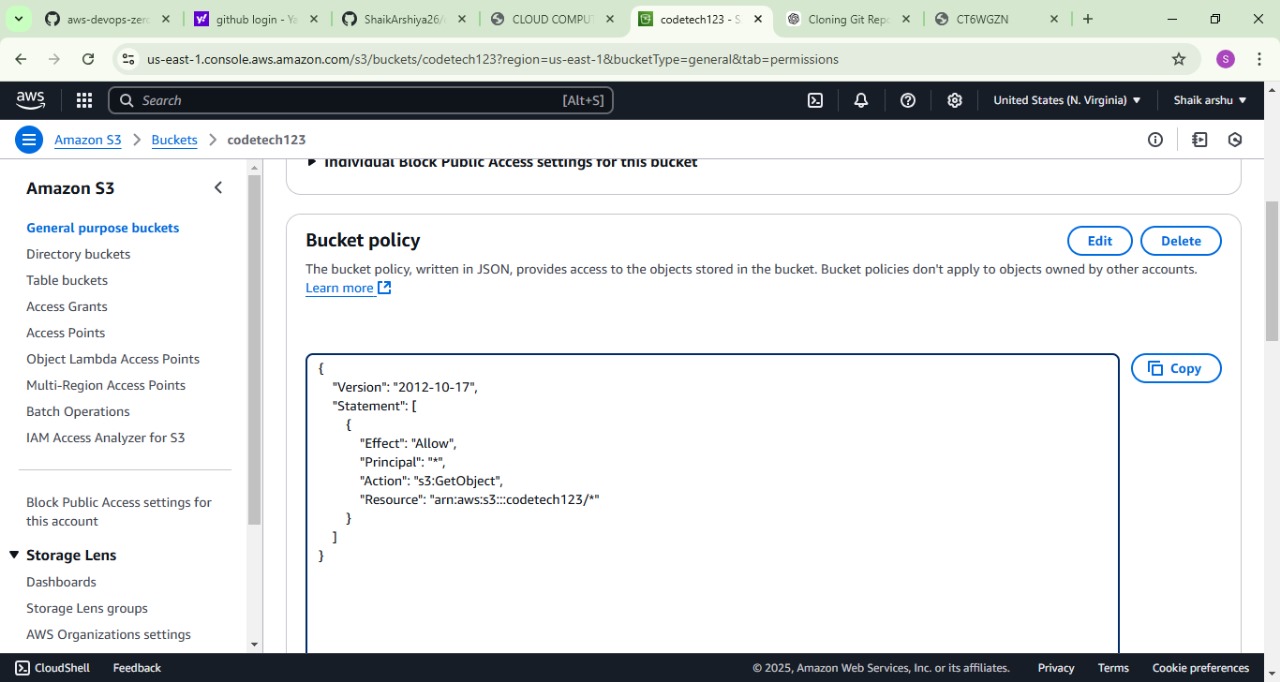 aws-devops-zero
github login - Ya
ShaikArshiya26/
CLOUD COMPUT
codetech123 - S
Cloning Git Repo
CT6WGZN
us-east-1.console.aws.amazon.com/s3/buckets/codetech123?region=us-east-1&bucketType=general&tab=permissions
S
aws
Search
[Alt+S]
United States (N. Virginia)
Shaik arshu
Amazon S3
Buckets
codetech123
Amazon S3
General purpose buckets
Directory buckets
Table buckets
Access Grants
Access Points
Object Lambda Access Points
Multi-Region Access Points
Batch Operations
IAM Access Analyzer for S3
Block Public Access settings for
this account
Storage Lens
Dashboards
Storage Lens groups
AWS Organizations settings
Individual Block Public Access settings for this bucket
Bucket policy
Edit
Delete
The bucket policy, written in JSON, provides access to the objects stored in the bucket. Bucket policies don't apply to objects owned by other accounts.
Learn more
Copy
{
"Version": "2012-10-17",
"Statement": [
{
"Effect": "Allow",
"Principal": "*",
"Action": "s3:GetObject",
"Resource": "arn:aws:s3:::codetech123/*"
}
]
}
CloudShell
Feedback
© 2025, Amazon Web Services, Inc. or its affiliates.
Privacy
Terms
Cookie preferences